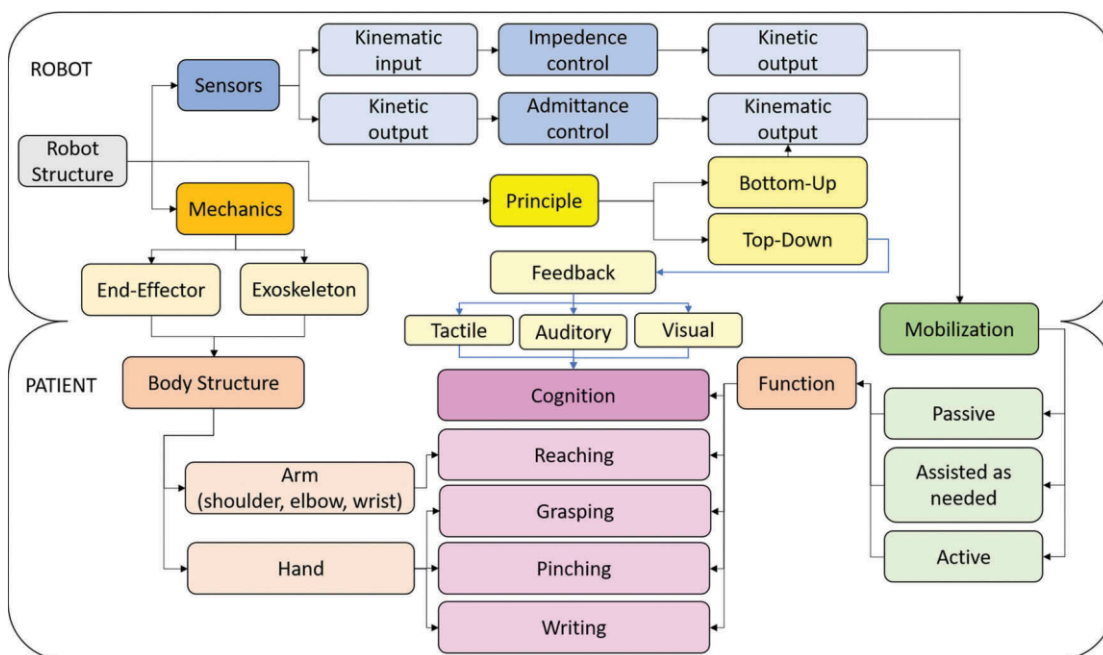 ROBOT
Kinematic
input
Impedence
control
Kinetic
output
Sensors
Kinetic
output
Admittance
control
Kinematic
output
Robot
Structure
Mechanics
Principle
Bottom-Up
Top-Down
End-Effector
Exoskeleton
Feedback
Tactile
Auditory
Visual
Mobilization
PATIENT
Body Structure
Cognition
Function
Passive
Arm
(shoulder, elbow, wrist)
Reaching
Assisted as
needed
Grasping
Hand
Pinching
Active
Writing